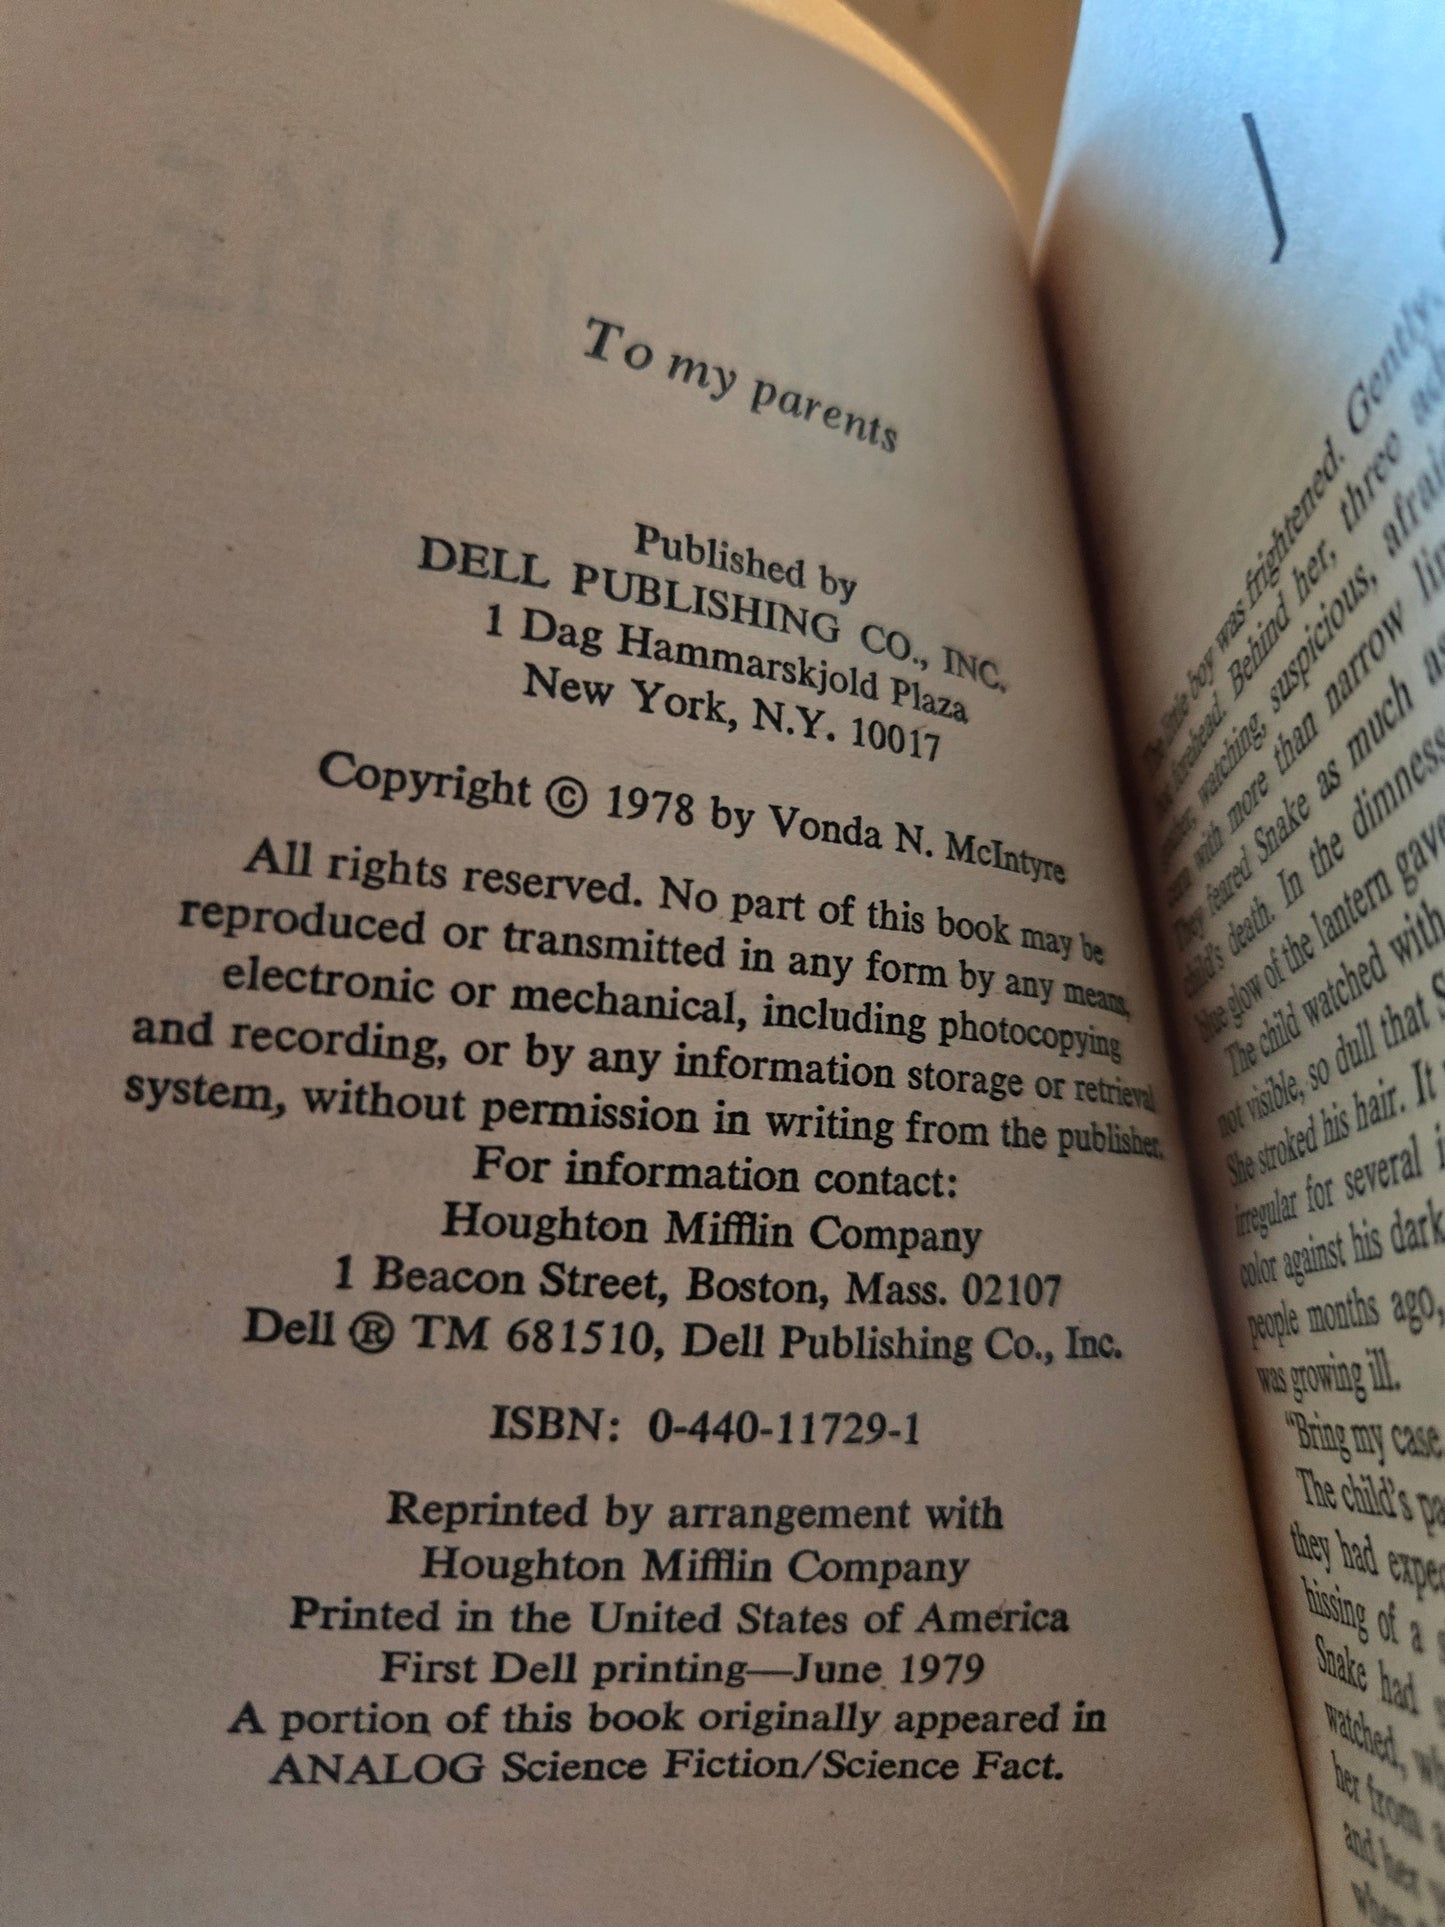 To my parents
Published by
DELL PUBLISHING CO., INC.
1 Dag Hammarskjold Plaza
New York, N.Y. 10017
Copyright © 1978 by Vonda N. McIntyre
All rights reserved. No part of this book may be
reproduced or transmitted in any form by any means,
electronic or mechanical, including photocopying
and recording, or by any information storage or retrieval
system, without permission in writing from the publisher.
For information contact:
Houghton Mifflin Company
1 Beacon Street, Boston, Mass. 02107
Dell ® TM 681510, Dell Publishing Co., Inc.
ISBN: 0-440-11729-1
Reprinted by arrangement with
Houghton Mifflin Company
Printed in the United States of America
First Dell printing—June 1979
A portion of this book originally appeared in
ANALOG Science Fiction/Science Fact.
The little boy was frightened. Gently,
forehead. Behind her, three
watching, suspicious,
with more than narrow
They feared Snake as much
child's death. In the dimness
blue glow of the lantern gave
The child watched with
not visible, so dull that
She stroked his hair. It
irregular for several
color against his dark
people months ago,
was growing ill.
"Bring my case
The child's
they had
hissing of a
Snake had
watched,
her from
and her